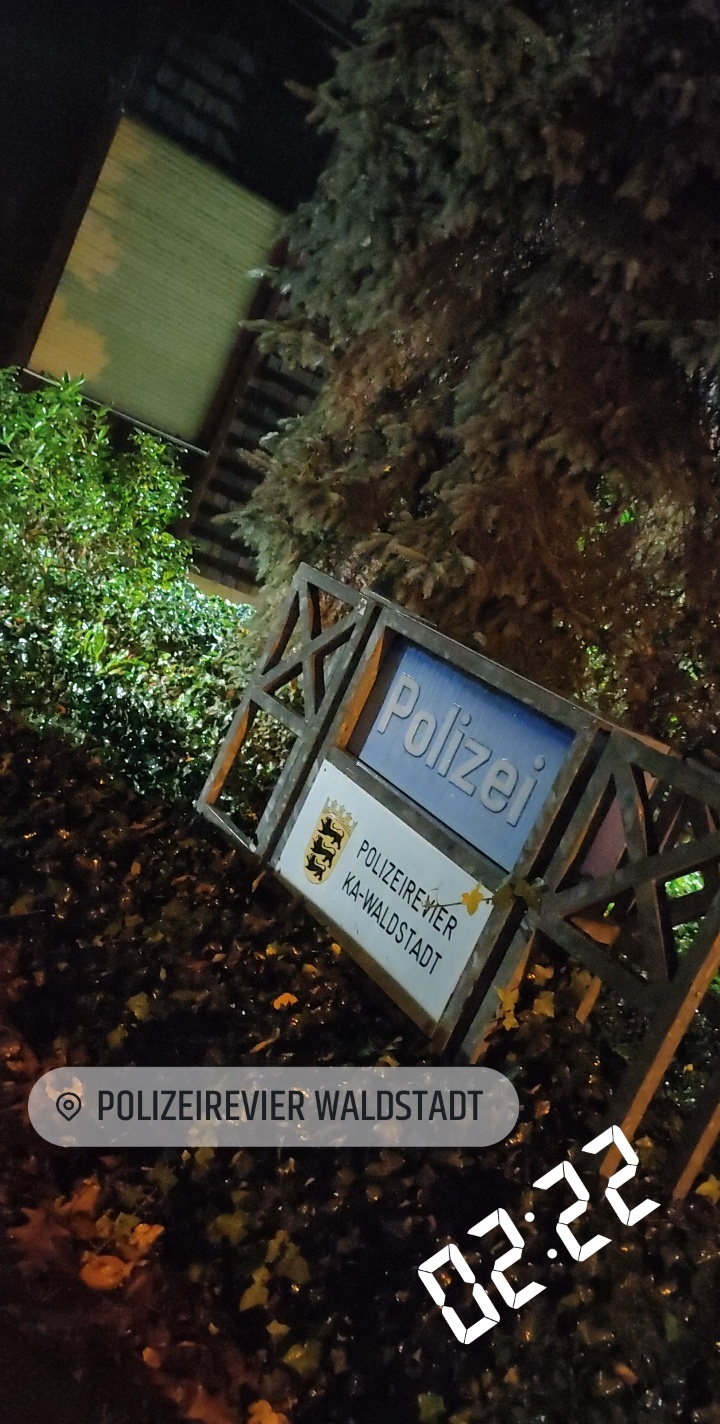 Polizei
POLIZEIREVIER
KA-WALDSTADT
POLIZEIREVIER WALDSTADT
02:22